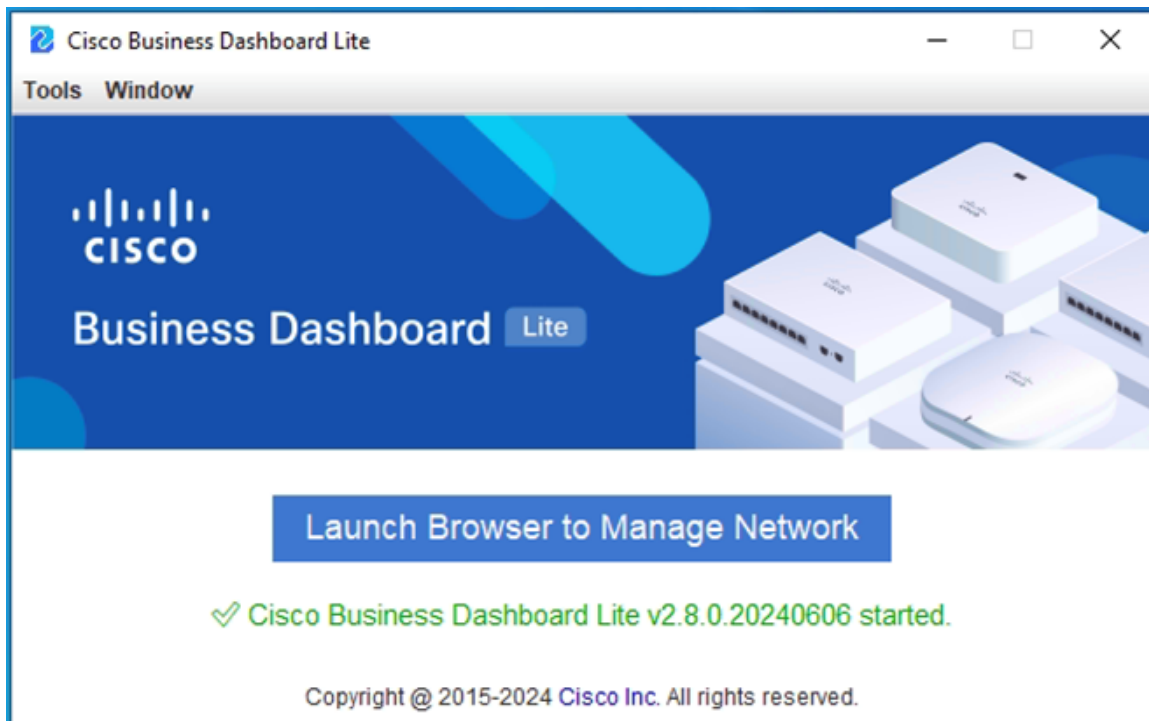 Cisco Business Dashboard Lite
Tools Window
CISCO
Business Dashboard Lite
Launch Browser to Manage Network
Cisco Business Dashboard Lite v2.8.0.20240606 started.
Copyright @ 2015-2024 Cisco Inc. All rights reserved.